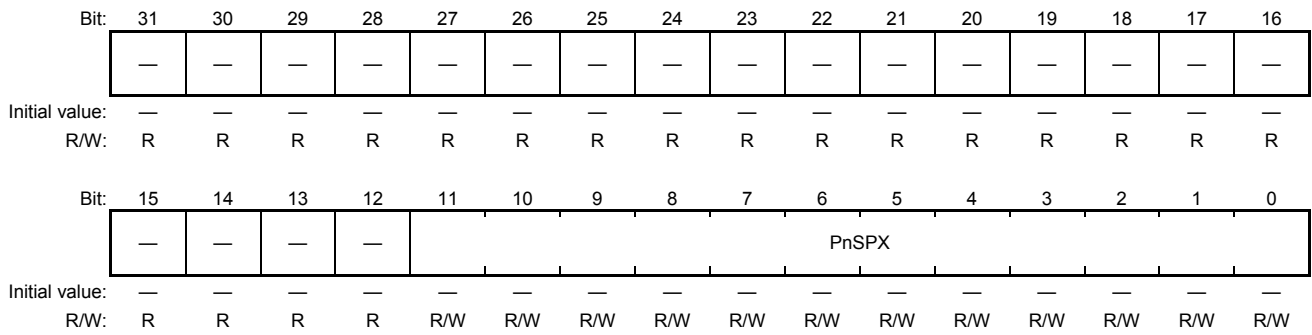 Bit: 31 30 29 28 27 26 25 24 23 22 21 20 19 18 17 16
— — — — — — — — — — — — — — — —
Initial value: — — — — — — — — — — — — — — — —
R/W: R R R R R R R R R R R R R R R R
Bit: 15 14 13 12 11 10 9 8 7 6 5 4 3 2 1 0
— — — — PnSPX
Initial value: — — — — — — — — — — — — — — — —
R/W: R R R R R/W R/W R/W R/W R/W R/W R/W R/W R/W R/W R/W R/W